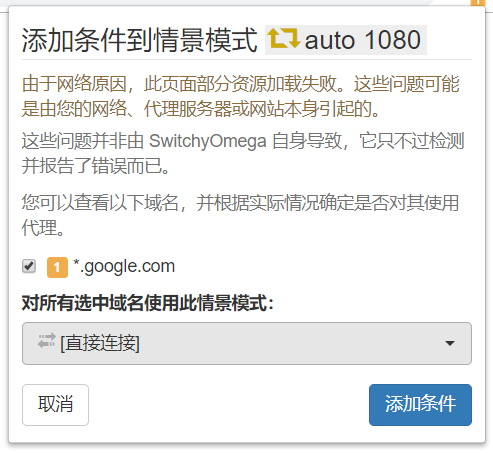 添加条件到情景模式 auto 1080
由于网络原因，此页面部分资源加载失败。这些问题可能
是由您的网络、代理服务器或网站本身引起的。
这些问题并非由 SwitchyOmega 自身导致，它只不过检测
并报告了错误而已。
您可以查看以下域名，并根据实际情况确定是否对其使用
代理。
1 *.google.com
对所有选中域名使用此情景模式：
[直接连接]
取消
添加条件